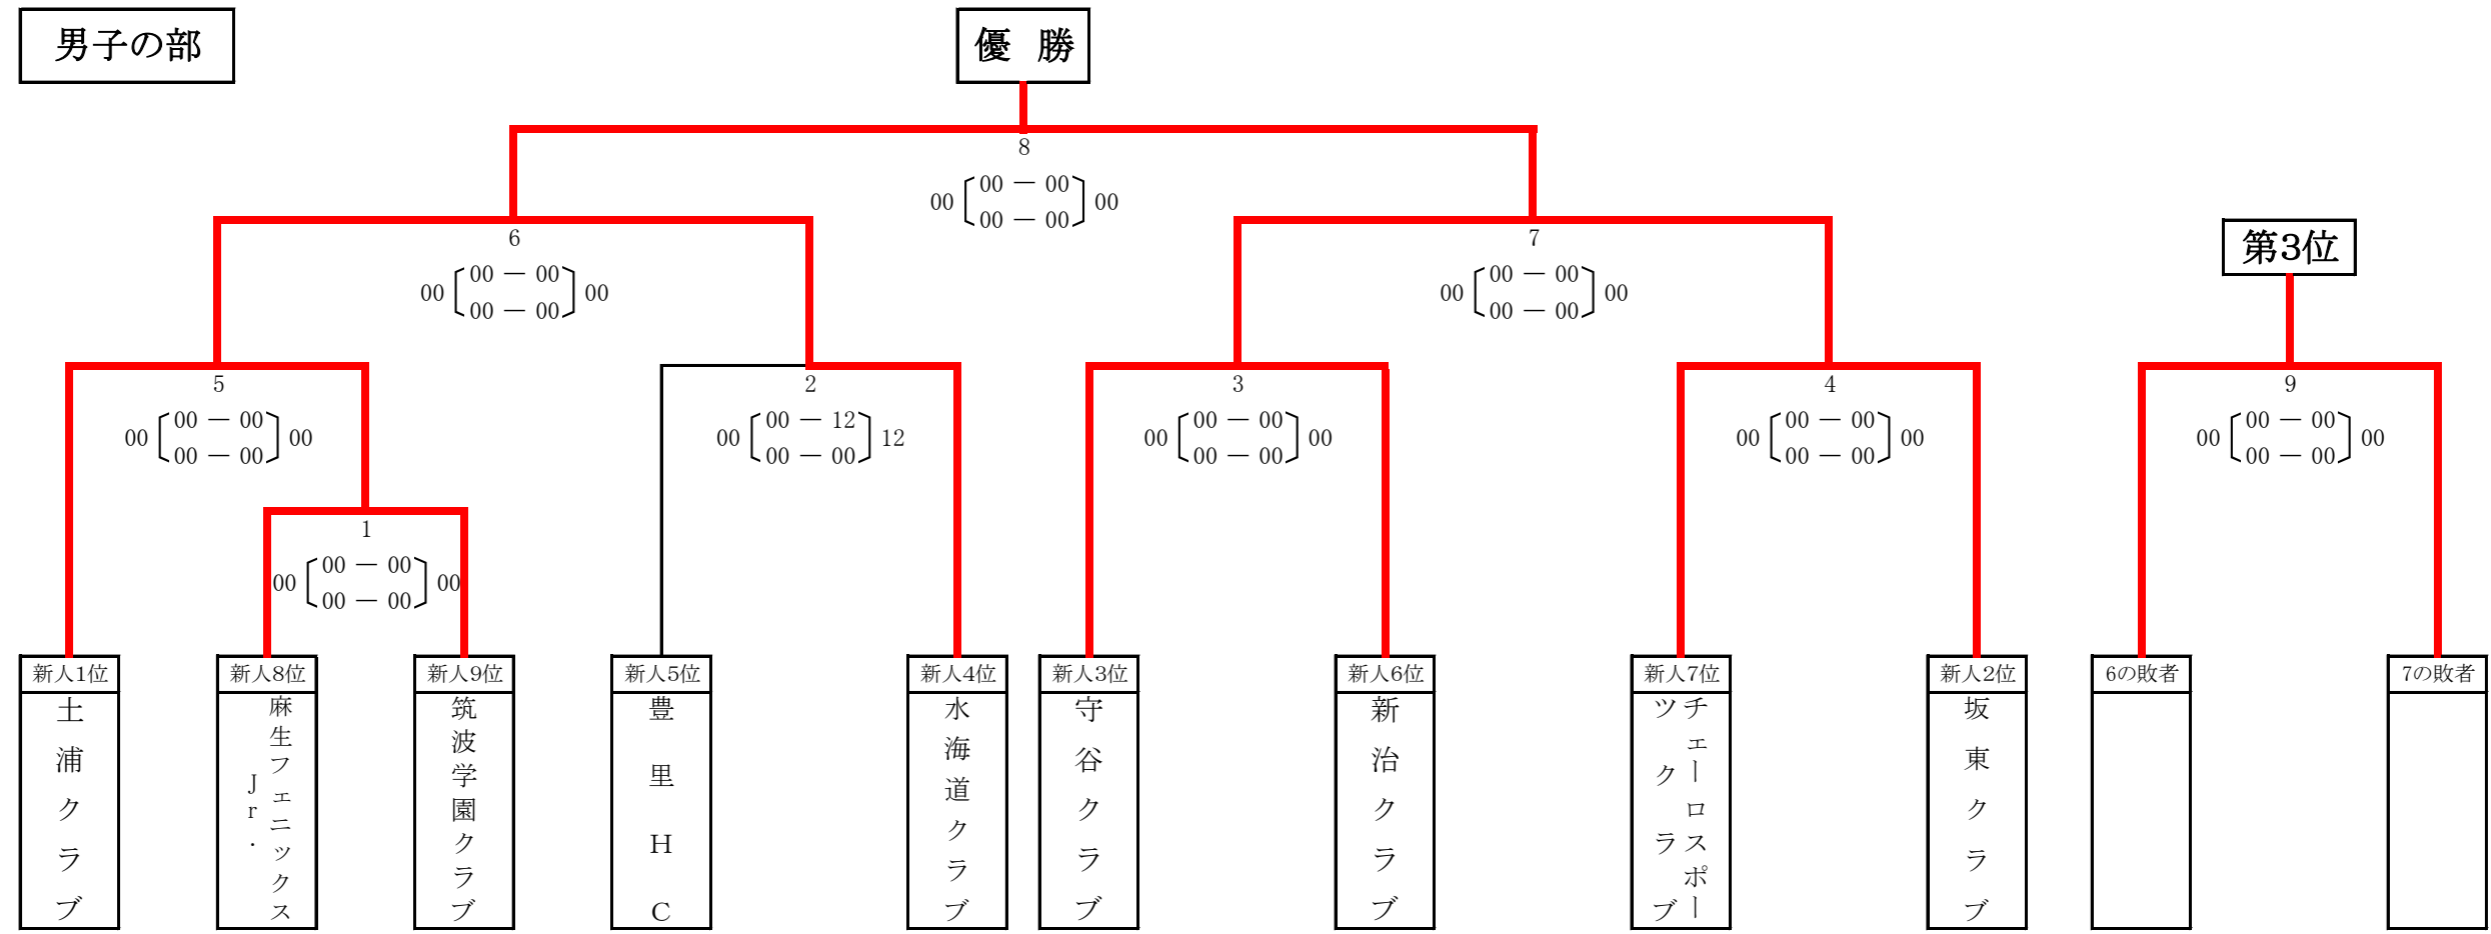 男子の部
優 勝
8
00 00 － 00 00
00 － 00
6
00 00 － 00 00
00 － 00
7
00 00 － 00 00
00 － 00
第3位
5
00 00 － 00 00
00 － 00
2
00 00 － 12 12
00 － 00
3
00 00 － 00 00
00 － 00
4
00 00 － 00 00
00 － 00
9
00 00 － 00 00
00 － 00
1
00 00 － 00 00
00 － 00
新人1位
土浦クラブ
新人8位
麻生フェニックス
Jr.
新人9位
筑波学園クラブ
新人5位
豊里HC
新人4位
水海道クラブ
新人3位
守谷クラブ
新人6位
新治クラブ
新人7位
チェーロスポー
ツクラブ
新人2位
坂東クラブ
6の敗者
7の敗者